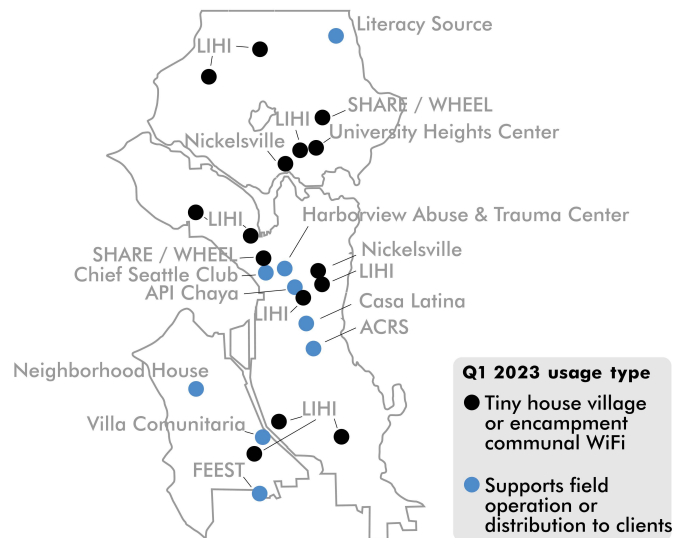 Literacy Source
LIHI
SHARE / WHEEL
LIHI
University Heights Center
Nickelsville
Harborview Abuse & Trauma Center
LIHI
SHARE / WHEEL
Nickelsville
Chief Seattle Club
LIHI
API Chaya
Casa Latina
LIHI
ACRS
Neighborhood House
Q1 2023 usage type
Tiny house village
or encampment
communal WiFi
LIHI
Villa Comunitaria
FEEST
Supports field
operation or
distribution to clients